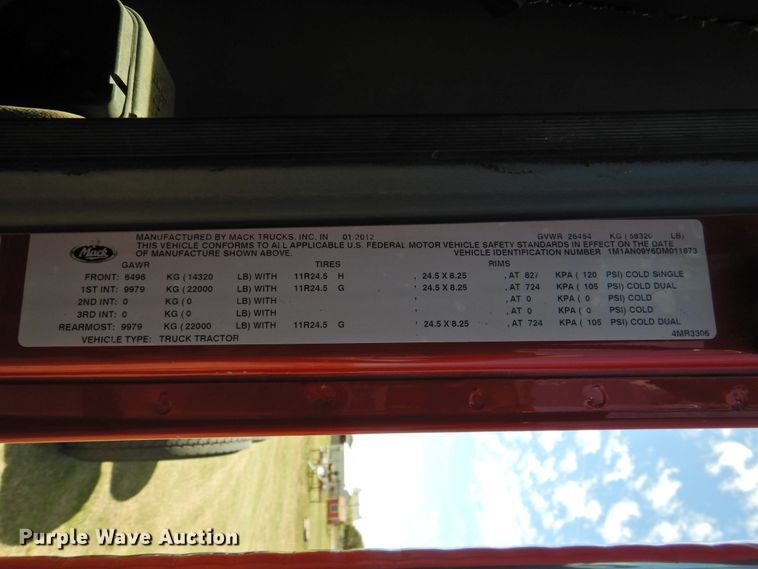 Mack
MANUFACTURED BY MACK TRUCKS, INC. IN 01/2012 GVWR 26454 KG ( 58320 LB)
THIS VEHICLE CONFORMS TO ALL APPLICABLE U.S. FEDERAL MOTOR VEHICLE SAFETY STANDARDS IN EFFECT ON THE DATE
OF MANUFACTURE SHOWN ABOVE. VEHICLE IDENTIFICATION NUMBER 1M1AN09Y6DM011873
GAWR TIRES RIMS
FRONT: 6496 KG ( 14320 LB) WITH 11R24.5 H , 24.5 X 8.25 , AT 827 KPA ( 120 PSI) COLD SINGLE
1ST INT: 9979 KG ( 22000 LB) WITH 11R24.5 G , 24.5 X 8.25 , AT 724 KPA ( 105 PSI) COLD DUAL
2ND INT: 0 KG ( 0 LB) WITH , , AT 0 KPA ( 0 PSI) COLD
3RD INT: 0 KG ( 0 LB) WITH , , AT 0 KPA ( 0 PSI) COLD
REARMOST: 9979 KG ( 22000 LB) WITH 11R24.5 G , 24.5 X 8.25 , AT 724 KPA ( 105 PSI) COLD DUAL
VEHICLE TYPE: TRUCK TRACTOR 4MR3306
Purple Wave Auction